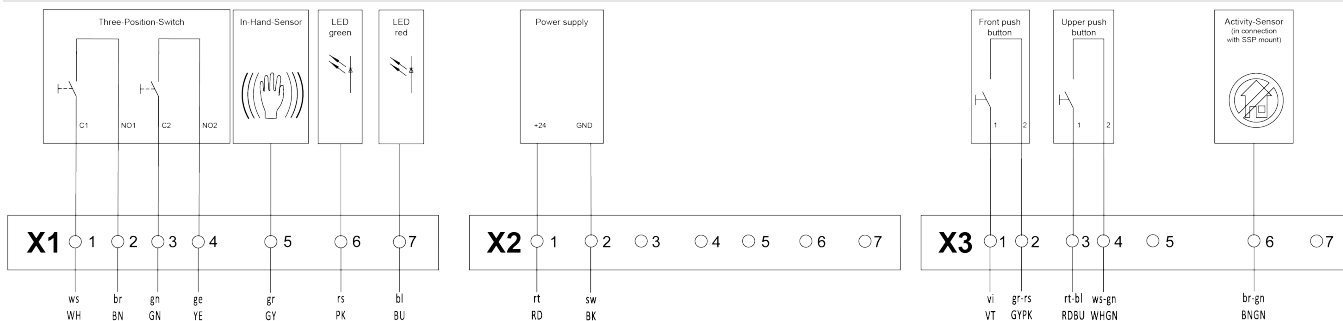 Three-Position-Switch
C1 NO1 C2 NO2
In-Hand-Sensor
LED
green
LED
red
Power supply
+24 GND
Front push
button
1 2
Upper push
button
1 2
Activity-Sensor
(in connection
with SSP mount)
X1 1 2 3 4 5 6 7
X2 1 2 3 4 5 6 7
X3 1 2 3 4 5 6 7
ws br gn ge gr rs bl
WH BN GN YE GY PK BU
rt sw
RD BK
vi gr-rs rt-bl ws-gn br-gn
VT GYPK RDBU WHGN BNGN